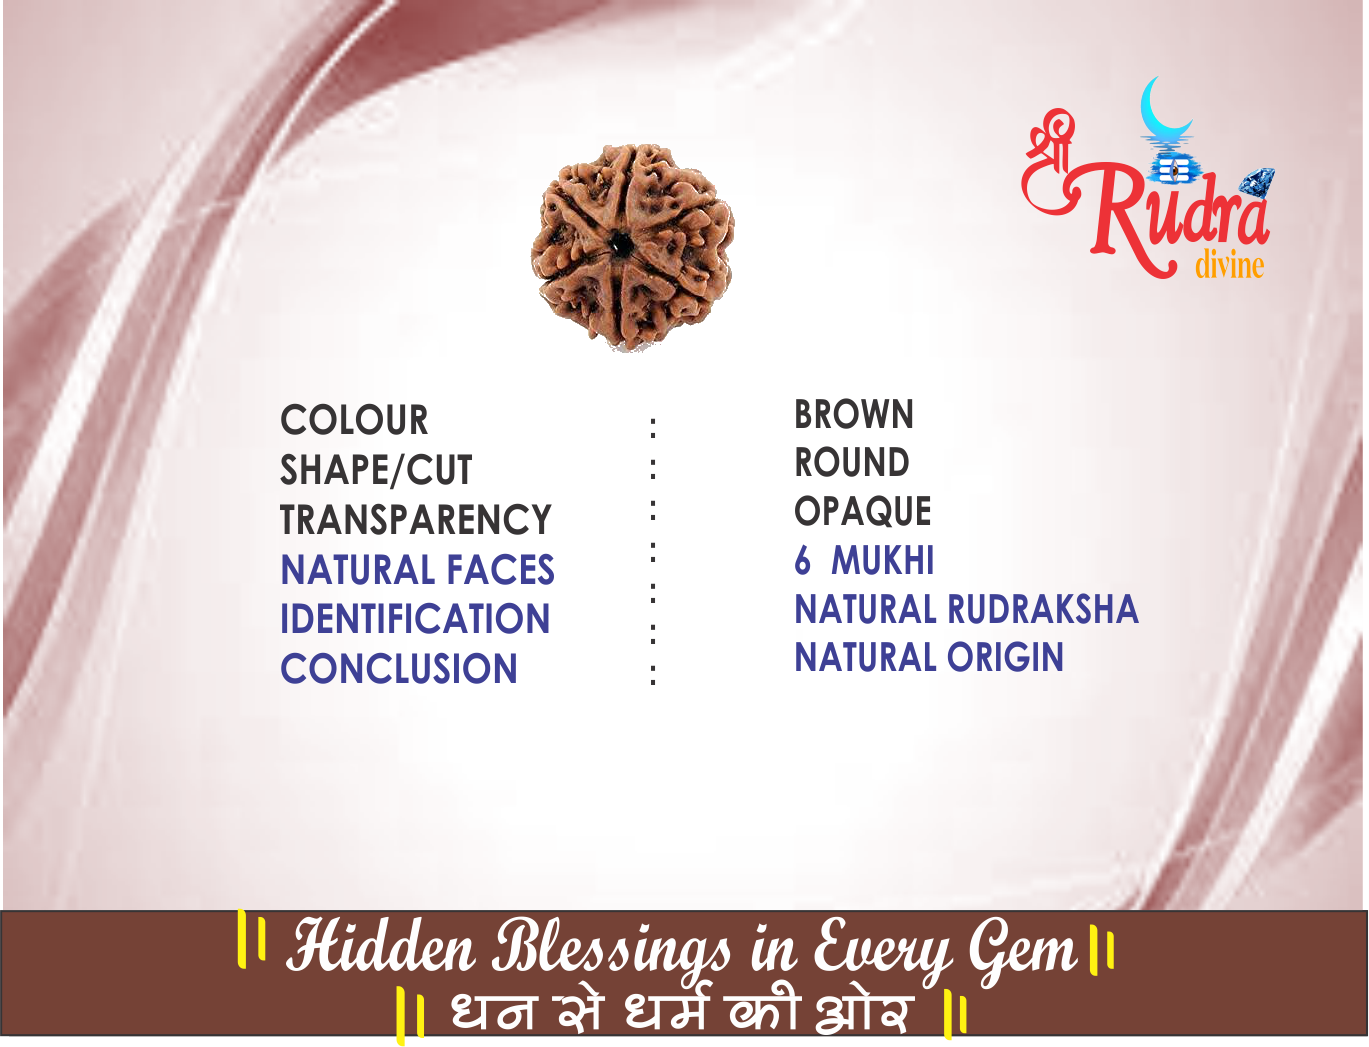 श्री
Rudra
divine
COLOUR : BROWN
SHAPE/CUT : ROUND
TRANSPARENCY : OPAQUE
NATURAL FACES : 6 MUKHI
IDENTIFICATION : NATURAL RUDRAKSHA
CONCLUSION : NATURAL ORIGIN
:
|| Hidden Blessings in Every Gem ||
|| धन से धर्म की ओर ||